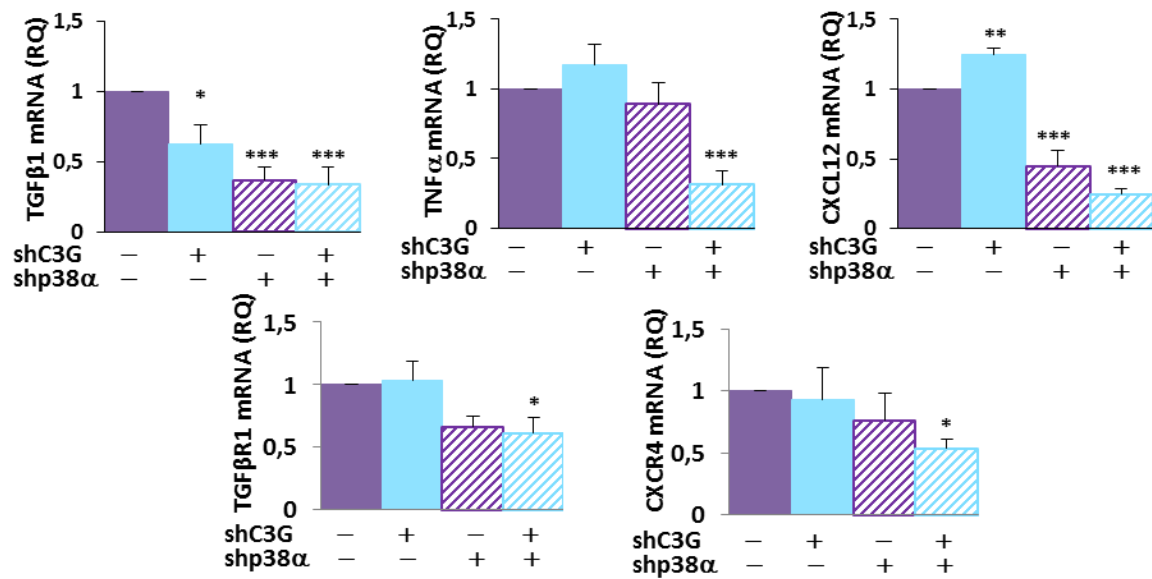 TGFβ1 mRNA (RQ)
1,5
1
0,5
0
*
***
***
shC3G – + – +
shp38α – – + +
TNFα mRNA (RQ)
1,5
1
0,5
0
***
shC3G – + – +
shp38α – – + +
CXCL12 mRNA (RQ)
1,5
1
0,5
0
**
***
***
shC3G – + – +
shp38α – – + +
TGFβR1 mRNA (RQ)
1,5
1
0,5
0
*
shC3G – + – +
shp38α – – + +
CXCR4 mRNA (RQ)
1,5
1
0,5
0
*
shC3G – + – +
shp38α – – + +